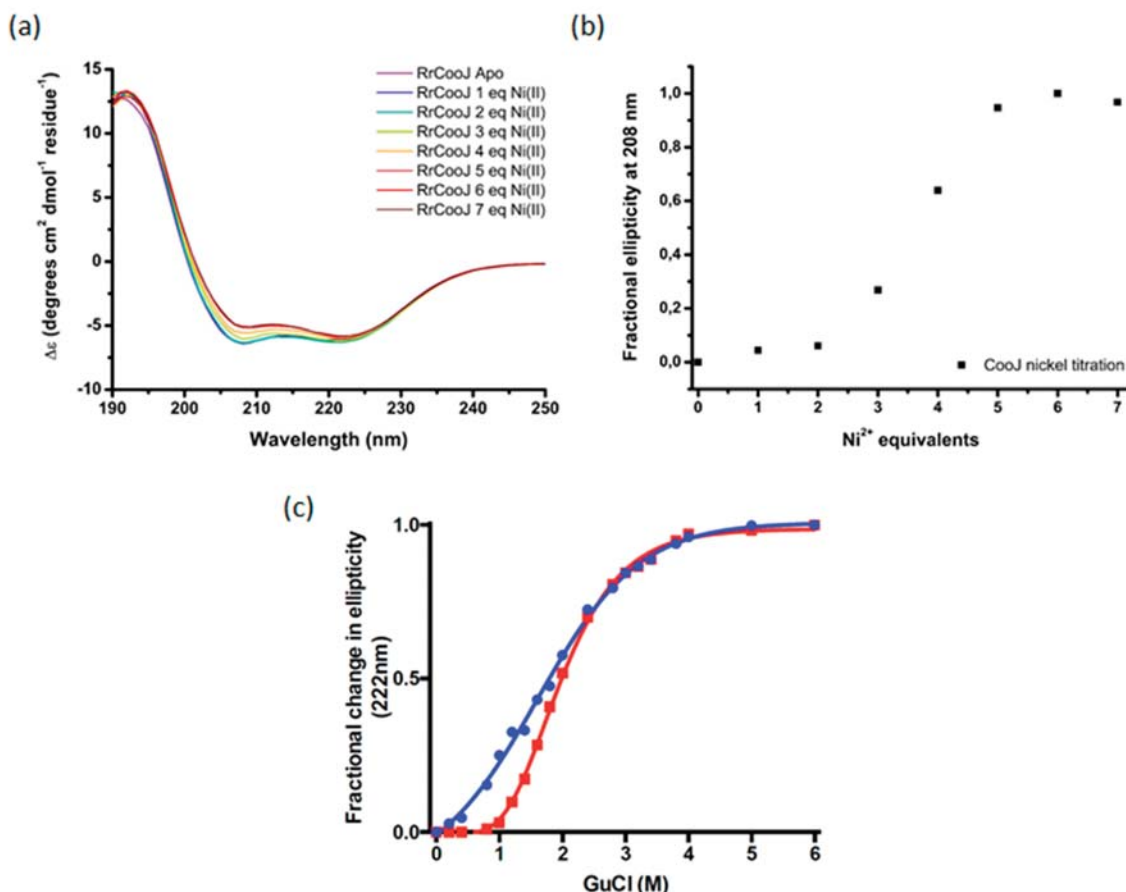 (a)
15
10
5
0
-5
-10
190
200
210
220
230
240
250
Δε (degrees cm² dmol⁻¹ residue⁻¹)
Wavelength (nm)
RrCooJ Apo
RrCooJ 1 eq Ni(II)
RrCooJ 2 eq Ni(II)
RrCooJ 3 eq Ni(II)
RrCooJ 4 eq Ni(II)
RrCooJ 5 eq Ni(II)
RrCooJ 6 eq Ni(II)
RrCooJ 7 eq Ni(II)
(b)
1,0
0,8
0,6
0,4
0,2
0,0
0
1
2
3
4
5
6
7
Fractional ellipticity at 208 nm
Ni²⁺ equivalents
CooJ nickel titration
(c)
1.0
0.5
0.0
0
1
2
3
4
5
6
Fractional change in ellipticity
(222nm)
GuCl (M)